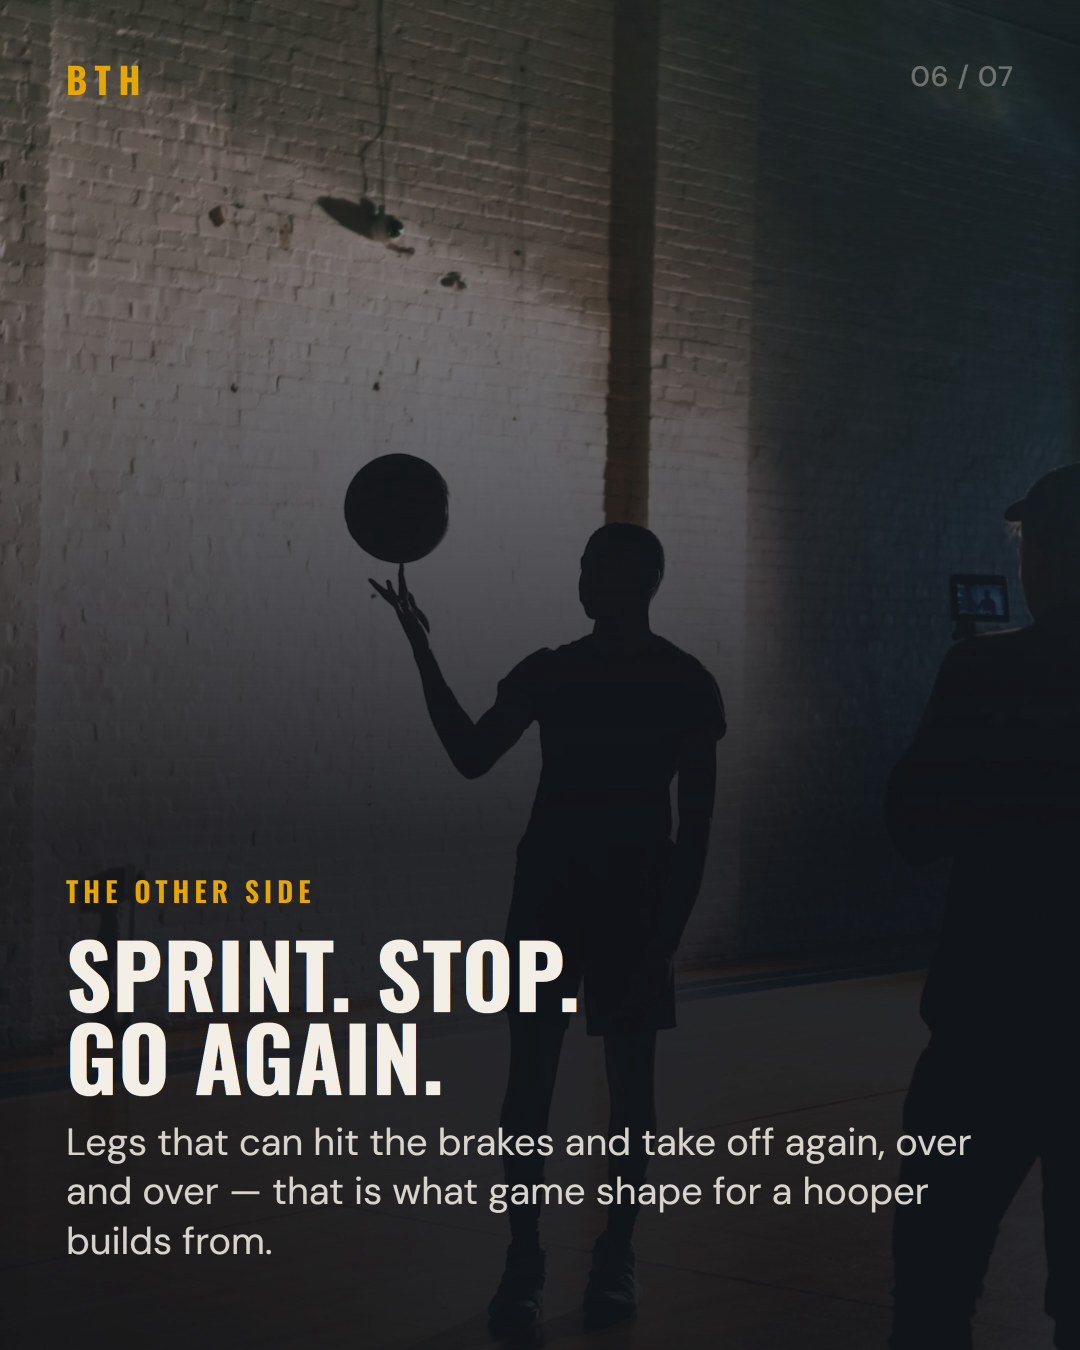 BTH
06 / 07
THE OTHER SIDE
SPRINT. STOP.
GO AGAIN.
Legs that can hit the brakes and take off again, over
and over — that is what game shape for a hooper
builds from.